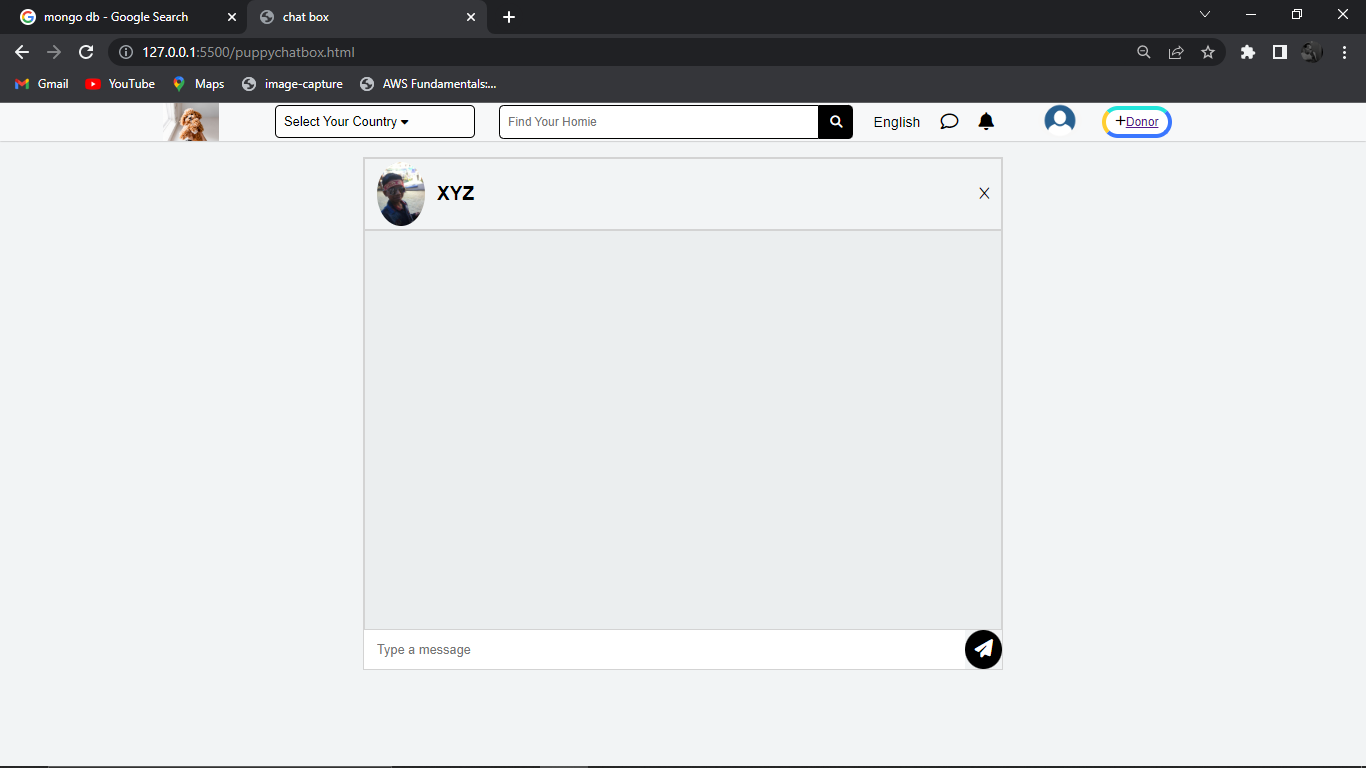 mongo db - Google Search
chat box
127.0.0.1:5500/puppychatbox.html
Gmail YouTube Maps image-capture AWS Fundamentals:...
Select Your Country
Find Your Homie
English
+Donor
XYZ
X
Type a message